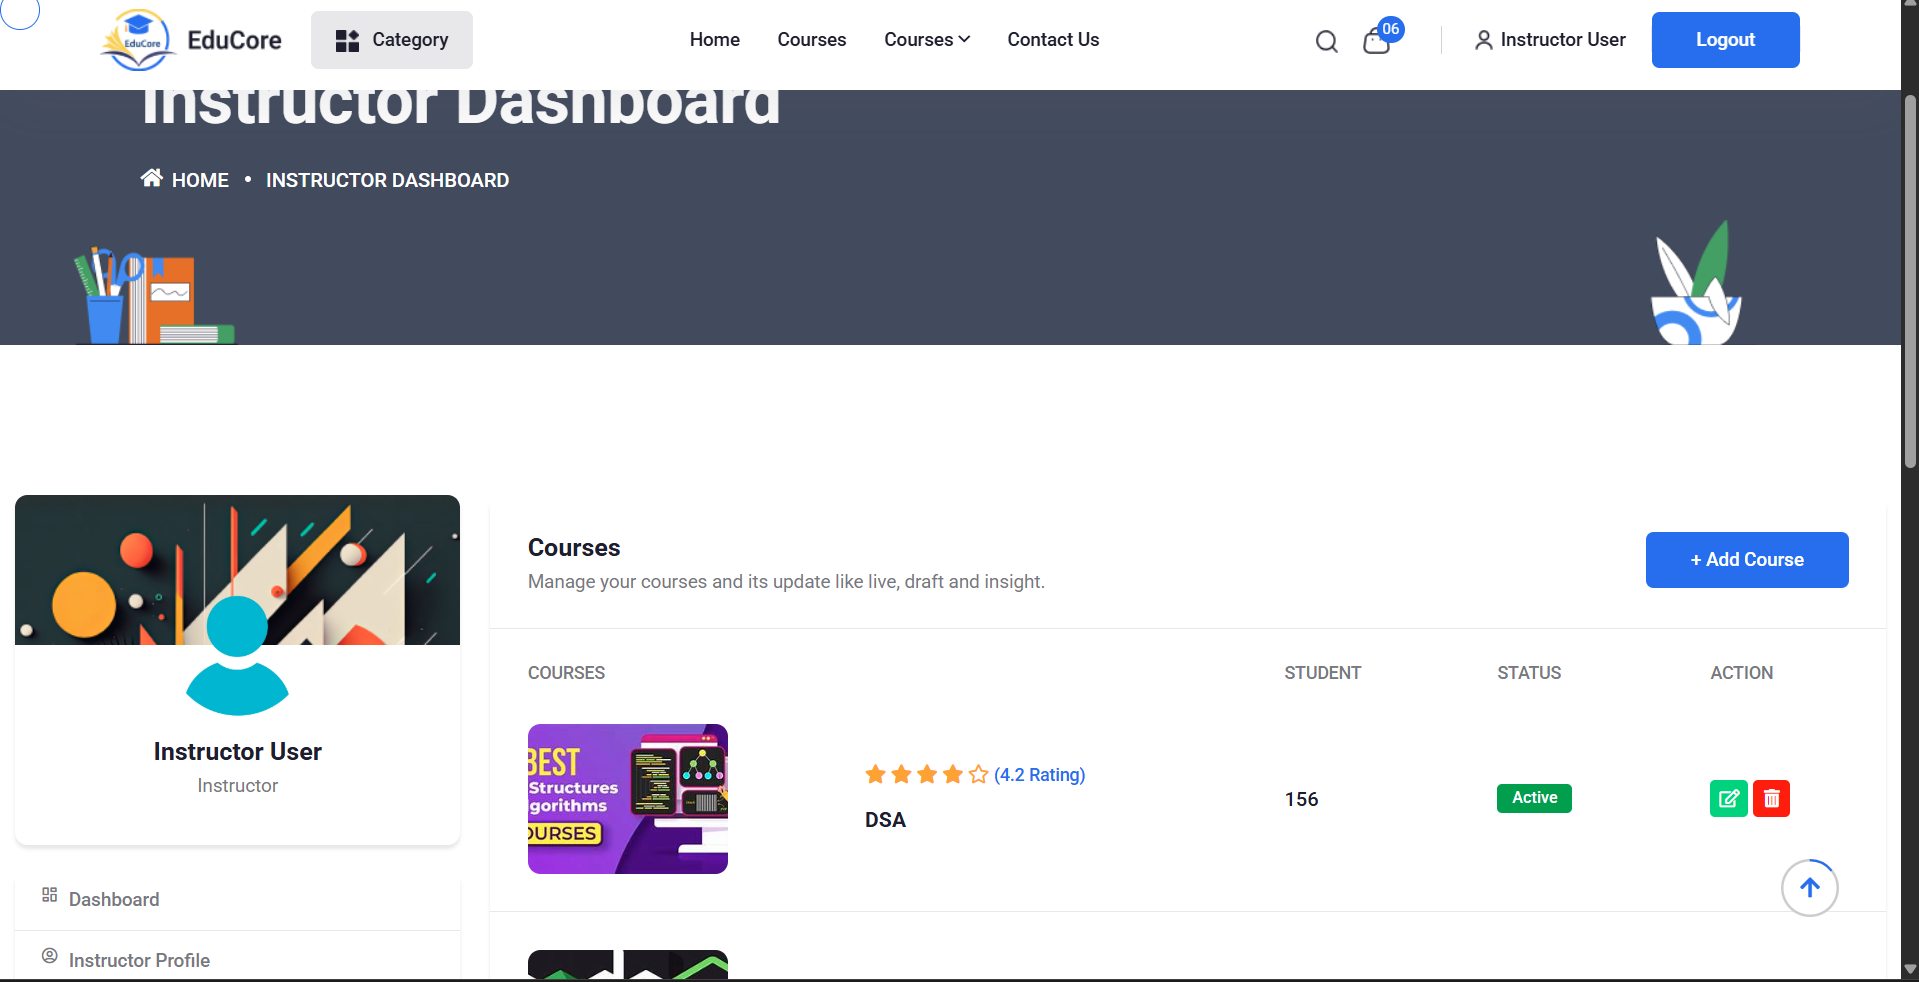 EduCore
EduCore
Category
Home
Courses
Courses
Contact Us
06
Instructor User
Logout
Instructor Dashboard
HOME • INSTRUCTOR DASHBOARD
Courses
Manage your courses and its update like live, draft and insight.
+ Add Course
COURSES
STUDENT
STATUS
ACTION
BEST
Structures
gorithms
OURSES
(4.2 Rating)
DSA
156
Active
Instructor User
Instructor
Dashboard
Instructor Profile